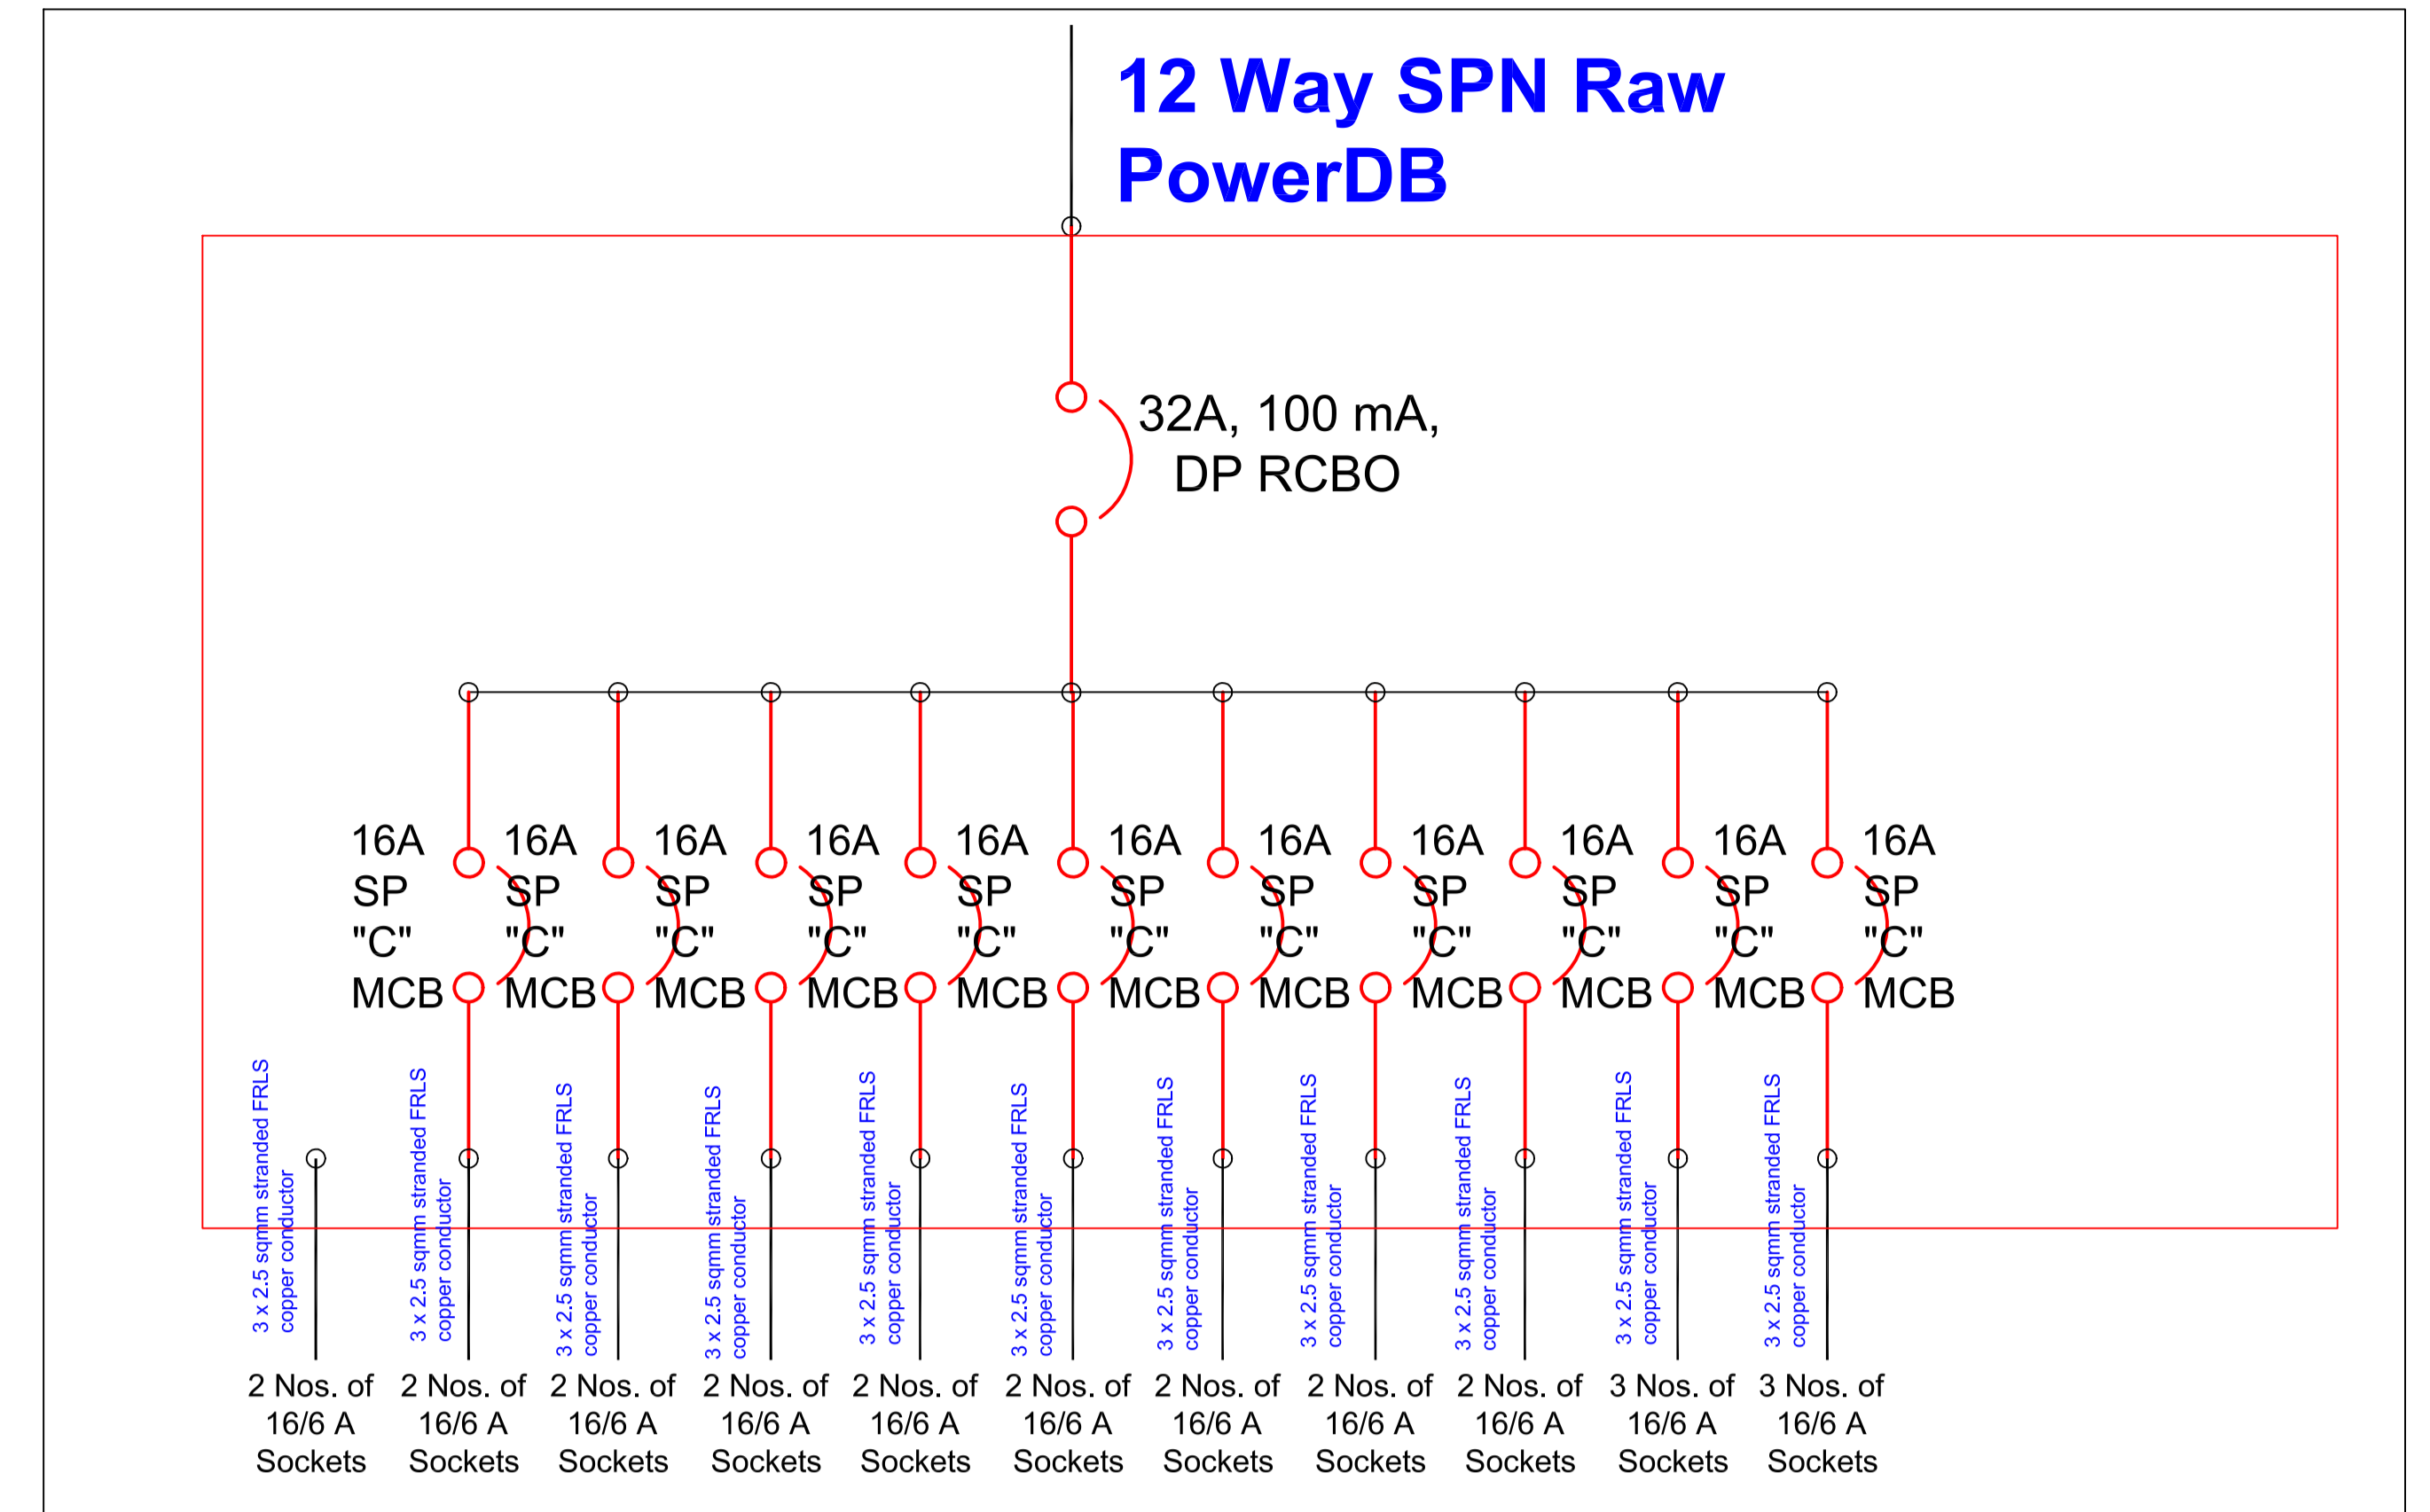 12 Way SPN Raw
PowerDB
32A, 100 mA,
DP RCBO
16A
SP
"C"
MCB
16A
SP
"C"
MCB
16A
SP
"C"
MCB
16A
SP
"C"
MCB
16A
SP
"C"
MCB
16A
SP
"C"
MCB
16A
SP
"C"
MCB
16A
SP
"C"
MCB
16A
SP
"C"
MCB
16A
SP
"C"
MCB
16A
SP
"C"
MCB
3 x 2.5 sqmm stranded FRLS
copper conductor
3 x 2.5 sqmm stranded FRLS
copper conductor
3 x 2.5 sqmm stranded FRLS
copper conductor
3 x 2.5 sqmm stranded FRLS
copper conductor
3 x 2.5 sqmm stranded FRLS
copper conductor
3 x 2.5 sqmm stranded FRLS
copper conductor
3 x 2.5 sqmm stranded FRLS
copper conductor
3 x 2.5 sqmm stranded FRLS
copper conductor
3 x 2.5 sqmm stranded FRLS
copper conductor
3 x 2.5 sqmm stranded FRLS
copper conductor
3 x 2.5 sqmm stranded FRLS
copper conductor
2 Nos. of
16/6 A
Sockets
2 Nos. of
16/6 A
Sockets
2 Nos. of
16/6 A
Sockets
2 Nos. of
16/6 A
Sockets
2 Nos. of
16/6 A
Sockets
2 Nos. of
16/6 A
Sockets
2 Nos. of
16/6 A
Sockets
2 Nos. of
16/6 A
Sockets
2 Nos. of
16/6 A
Sockets
3 Nos. of
16/6 A
Sockets
3 Nos. of
16/6 A
Sockets